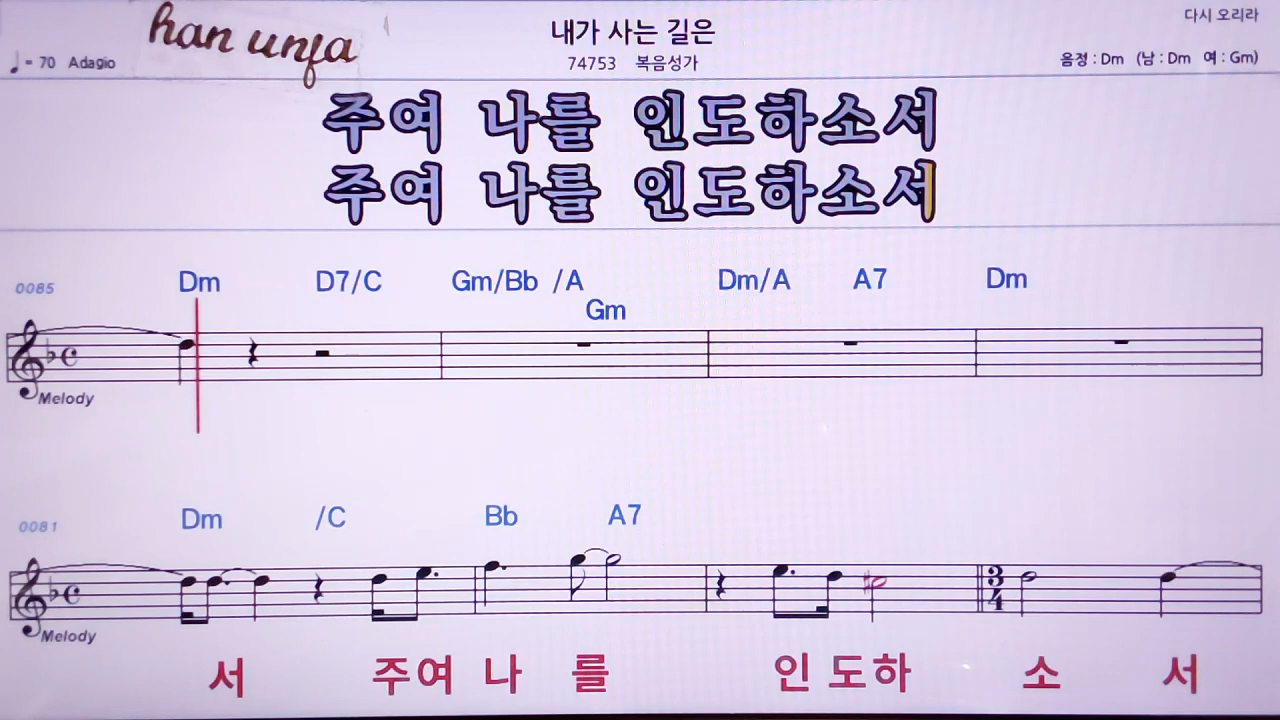 han unja
내가 사는 길은
다시 오리라
♩= 70 Adagio
74753 복음성가
음정 : Dm (남 : Dm 여 : Gm)
주여 나를 인도하소서
주여 나를 인도하소서
0085 Dm D7/C Gm/Bb /A Gm Dm/A A7 Dm
Melody
0081 Dm /C Bb A7
3/4
Melody
서 주여 나 를 인 도하 소 서